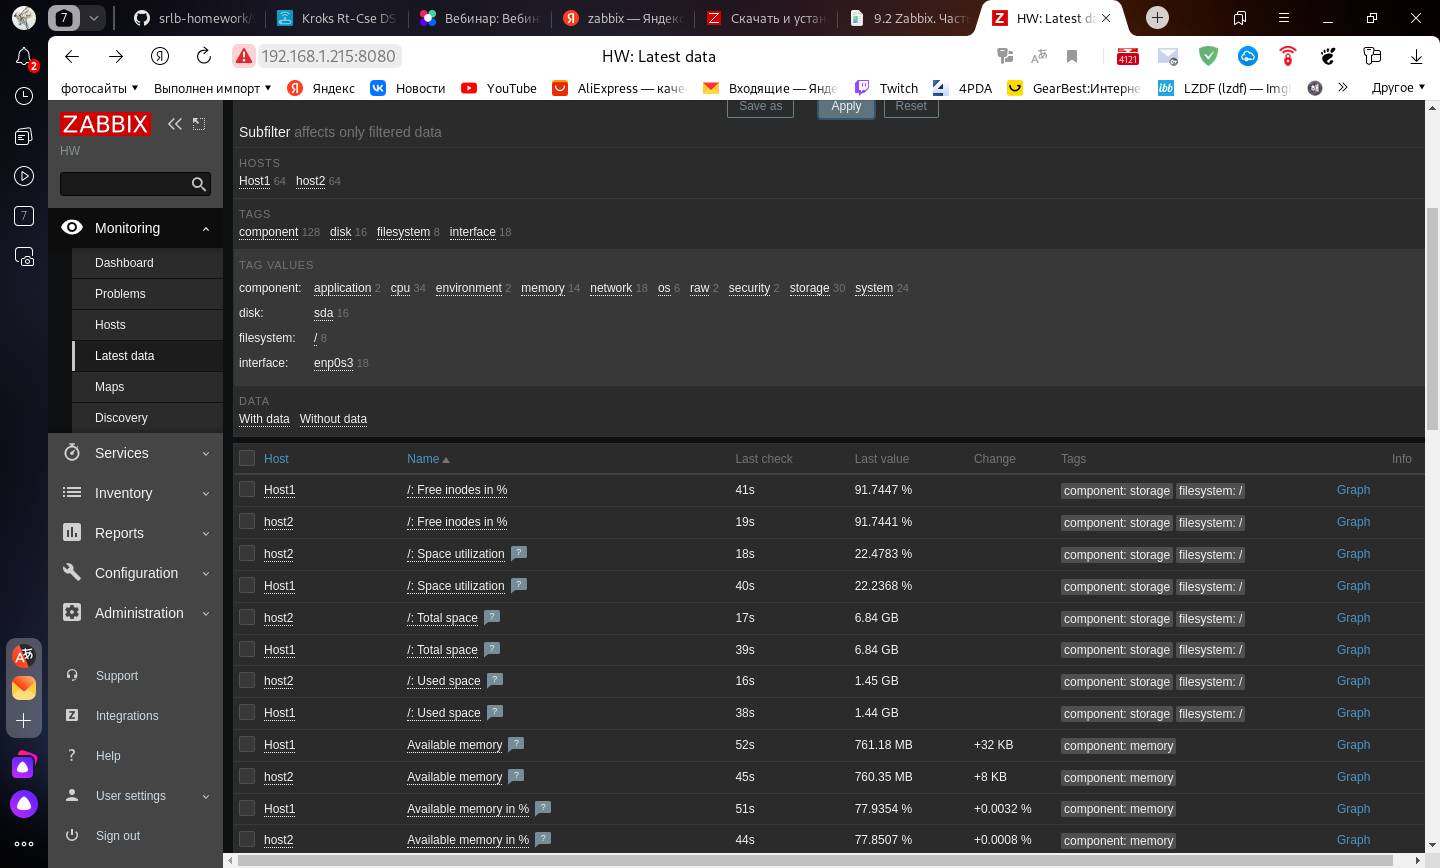 7
srlb-homework/
Kroks Rt-Cse DS
Вебинар: Вебин
zabbix — Яндекс
Скачать и устан
9.2 Zabbix. Часть
HW: Latest da
2
192.168.1.215:8080
HW: Latest data
4121
фотосайты
Выполнен импорт
Яндекс
Новости
YouTube
AliExpress — каче
Входящие — Янде
Twitch
4PDA
GearBest:Интерне
LZDF (lzdf) — Imgl
Другое
7
ZABBIX
HW
Monitoring
Dashboard
Problems
Hosts
Latest data
Maps
Discovery
Services
Inventory
Reports
Configuration
Administration
Support
Integrations
Help
User settings
Sign out
Save as Apply Reset
Subfilter affects only filtered data
HOSTS
Host1 64 host2 64
TAGS
component 128 disk 16 filesystem 8 interface 18
TAG VALUES
component: application 2 cpu 34 environment 2 memory 14 network 18 os 6 raw 2 security 2 storage 30 system 24
disk: sda 16
filesystem: / 8
interface: enp0s3 18
DATA
With data Without data
Host Name Last check Last value Change Tags Info
Host1 /: Free inodes in % 41s 91.7447 % component: storage filesystem: / Graph
host2 /: Free inodes in % 19s 91.7441 % component: storage filesystem: / Graph
host2 /: Space utilization ? 18s 22.4783 % component: storage filesystem: / Graph
Host1 /: Space utilization ? 40s 22.2368 % component: storage filesystem: / Graph
host2 /: Total space ? 17s 6.84 GB component: storage filesystem: / Graph
Host1 /: Total space ? 39s 6.84 GB component: storage filesystem: / Graph
host2 /: Used space ? 16s 1.45 GB component: storage filesystem: / Graph
Host1 /: Used space ? 38s 1.44 GB component: storage filesystem: / Graph
Host1 Available memory ? 52s 761.18 MB +32 KB component: memory Graph
host2 Available memory ? 45s 760.35 MB +8 KB component: memory Graph
Host1 Available memory in % ? 51s 77.9354 % +0.0032 % component: memory Graph
host2 Available memory in % ? 44s 77.8507 % +0.0008 % component: memory Graph